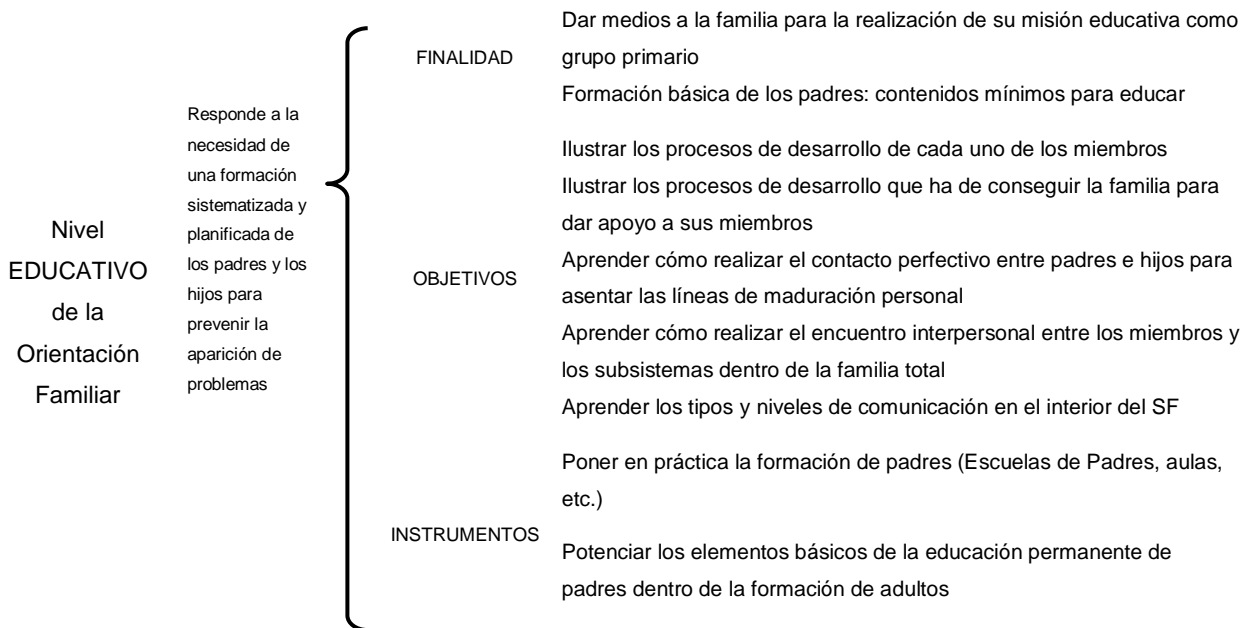 Nivel
EDUCATIVO
de la
Orientación
Familiar
Responde a la
necesidad de
una formación
sistematizada y
planificada de
los padres y los
hijos para
prevenir la
aparición de
problemas
FINALIDAD
Dar medios a la familia para la realización de su misión educativa como
grupo primario
Formación básica de los padres: contenidos mínimos para educar
OBJETIVOS
Ilustrar los procesos de desarrollo de cada uno de los miembros
Ilustrar los procesos de desarrollo que ha de conseguir la familia para
dar apoyo a sus miembros
Aprender cómo realizar el contacto perfectivo entre padres e hijos para
asentar las líneas de maduración personal
Aprender cómo realizar el encuentro interpersonal entre los miembros y
los subsistemas dentro de la familia total
Aprender los tipos y niveles de comunicación en el interior del SF
INSTRUMENTOS
Poner en práctica la formación de padres (Escuelas de Padres, aulas,
etc.)
Potenciar los elementos básicos de la educación permanente de
padres dentro de la formación de adultos